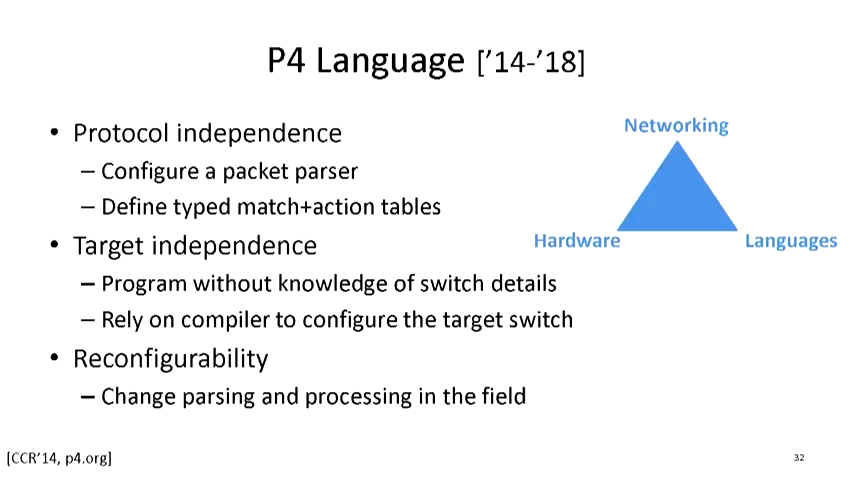 P4 Language [’14-’18]
• Protocol independence
– Configure a packet parser
– Define typed match+action tables
• Target independence
– Program without knowledge of switch details
– Rely on compiler to configure the target switch
• Reconfigurability
– Change parsing and processing in the field
Networking
Hardware
Languages
[CCR’14, p4.org]
32